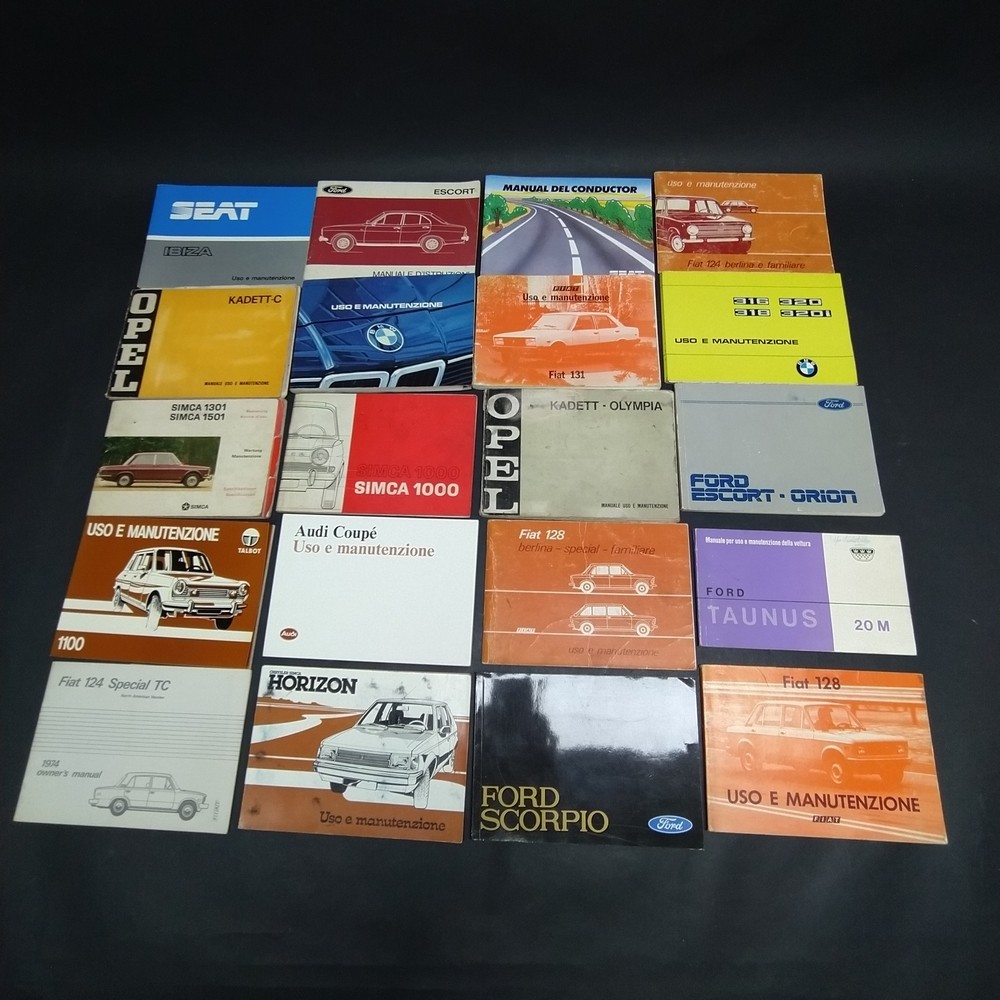 SEAT
IBIZA
Uso e manutenzione
Ford
ESCORT
MANUALE D'ISTRUZIONI
MANUAL DEL CONDUCTOR
SEAT
uso e manutenzione
Fiat 124 berlina e familiare
OPEL
KADETT-C
MANUALE USO E MANUTENZIONE
USO E MANUTENZIONE
BMW
FIAT
Uso e manutenzione
Fiat 131
316 320
318 320i
USO E MANUTENZIONE
SIMCA 1301
SIMCA 1501
Wartung
Manutenzione
SIMCA
SIMCA 1000
SIMCA 1000
OPEL
KADETT - OLYMPIA
MANUALE USO E MANUTENZIONE
Ford
FORD
ESCORT - ORION
USO E MANUTENZIONE
TALBOT
1100
Audi Coupé
Uso e manutenzione
Audi
Fiat 128
berlina - special - familiare
FIAT
uso e manutenzione
Manuale per uso e manutenzione della vettura
FORD
TAUNUS
20 M
Fiat 124 Special TC
1974
owner's manual
HORIZON
Uso e manutenzione
FORD
SCORPIO
Ford
Fiat 128
USO E MANUTENZIONE
FIAT